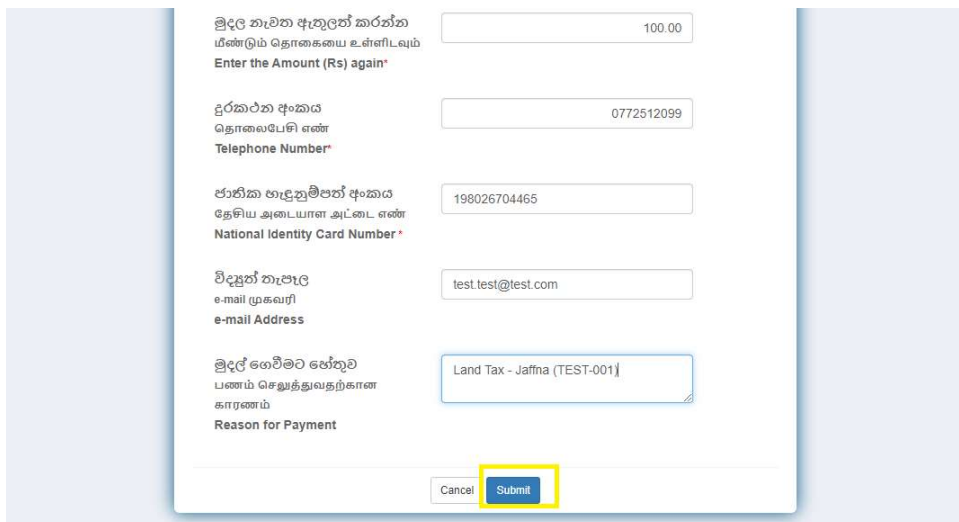 මුදල නැවත ඇතුලත් කරන්න
மீண்டும் தொகையை உள்ளிடவும்
Enter the Amount (Rs) again*
100.00
දුරකථන අංකය
தொலைபேசி எண்
Telephone Number*
0772512099
ජාතික හැඳුනුම්පත් අංකය
தேசிய அடையாள அட்டை எண்
National Identity Card Number *
198026704465
විද්‍යුත් තැපෑල
e-mail முகவரி
e-mail Address
test.test@test.com
මුදල් ගෙවීමට හේතුව
பணம் செலுத்துவதற்கான
காரணம்
Reason for Payment
Land Tax - Jaffna (TEST-001)
Cancel
Submit